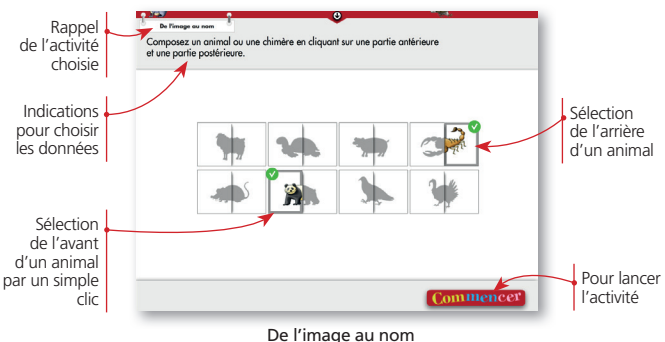 Rappel
de l'activité
choisie
De l'image au nom
Composez un animal ou une chimère en cliquant sur une partie antérieure
et une partie postérieure.
Indications
pour choisir
les données
Sélection
de l'arrière
d'un animal
Sélection
de l'avant
d'un animal
par un simple
clic
Commencer
Pour lancer
l'activité
De l'image au nom